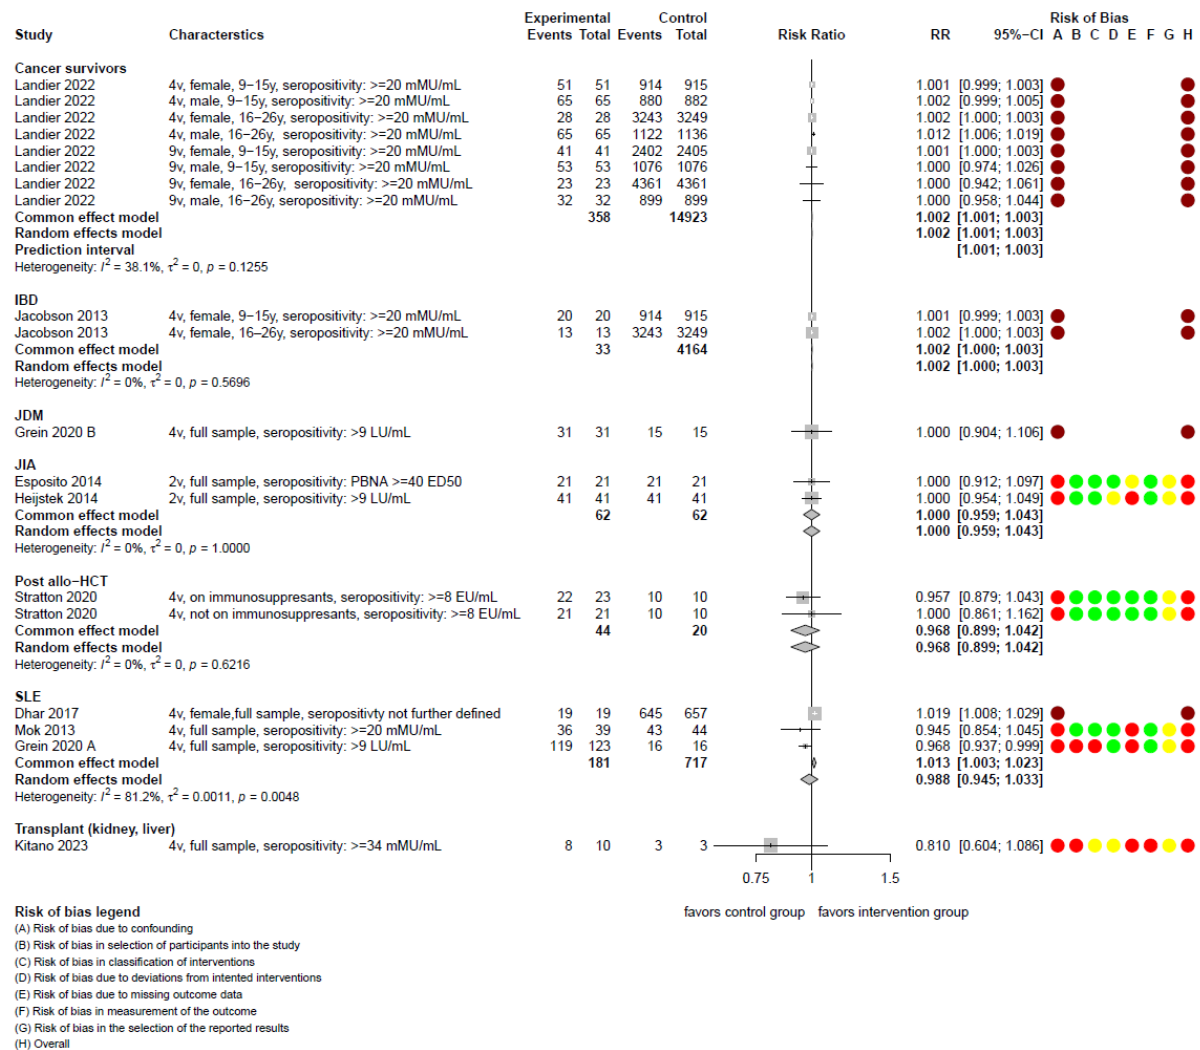 Experimental Control Risk of Bias
Study Characterstics Events Total Events Total Risk Ratio RR 95%−CI A B C D E F G H
Cancer survivors
Landier 2022 4v, female, 9−15y, seropositivity: >=20 mMU/mL 51 51 914 915 1.001 [0.999; 1.003]
Landier 2022 4v, male, 9−15y, seropositivity: >=20 mMU/mL 65 65 880 882 1.002 [0.999; 1.005]
Landier 2022 4v, female, 16−26y, seropositivity: >=20 mMU/mL 28 28 3243 3249 1.002 [1.000; 1.003]
Landier 2022 4v, male, 16−26y, seropositivity: >=20 mMU/mL 65 65 1122 1136 1.012 [1.006; 1.019]
Landier 2022 9v, female, 9−15y, seropositivity: >=20 mMU/mL 41 41 2402 2405 1.001 [1.000; 1.003]
Landier 2022 9v, male, 9−15y, seropositivity: >=20 mMU/mL 53 53 1076 1076 1.000 [0.974; 1.026]
Landier 2022 9v, female, 16−26y, seropositivity: >=20 mMU/mL 23 23 4361 4361 1.000 [0.942; 1.061]
Landier 2022 9v, male, 16−26y, seropositivity: >=20 mMU/mL 32 32 899 899 1.000 [0.958; 1.044]
Common effect model 358 14923 1.002 [1.001; 1.003]
Random effects model 1.002 [1.001; 1.003]
Prediction interval [1.001; 1.003]
Heterogeneity: I² = 38.1%, τ² = 0, p = 0.1255
IBD
Jacobson 2013 4v, female, 9−15y, seropositivity: >=20 mMU/mL 20 20 914 915 1.001 [0.999; 1.003]
Jacobson 2013 4v, female, 16–26y, seropositivity: >=20 mMU/mL 13 13 3243 3249 1.002 [1.000; 1.003]
Common effect model 33 4164 1.002 [1.000; 1.003]
Random effects model 1.002 [1.000; 1.003]
Heterogeneity: I² = 0%, τ² = 0, p = 0.5696
JDM
Grein 2020 B 4v, full sample, seropositivity: >9 LU/mL 31 31 15 15 1.000 [0.904; 1.106]
JIA
Esposito 2014 2v, full sample, seropositivity: PBNA >=40 ED50 21 21 21 21 1.000 [0.912; 1.097]
Heijstek 2014 2v, full sample, seropositivity: >9 LU/mL 41 41 41 41 1.000 [0.954; 1.049]
Common effect model 62 62 1.000 [0.959; 1.043]
Random effects model 1.000 [0.959; 1.043]
Heterogeneity: I² = 0%, τ² = 0, p = 1.0000
Post allo−HCT
Stratton 2020 4v, on immunosuppresants, seropositivity: >=8 EU/mL 22 23 10 10 0.957 [0.879; 1.043]
Stratton 2020 4v, not on immunosuppresants, seropositivity: >=8 EU/mL 21 21 10 10 1.000 [0.861; 1.162]
Common effect model 44 20 0.968 [0.899; 1.042]
Random effects model 0.968 [0.899; 1.042]
Heterogeneity: I² = 0%, τ² = 0, p = 0.6216
SLE
Dhar 2017 4v, female,full sample, seropositivty not further defined 19 19 645 657 1.019 [1.008; 1.029]
Mok 2013 4v, full sample, seropositivity: >=20 mMU/mL 36 39 43 44 0.945 [0.854; 1.045]
Grein 2020 A 4v, full sample, seropositivity: >9 LU/mL 119 123 16 16 0.968 [0.937; 0.999]
Common effect model 181 717 1.013 [1.003; 1.023]
Random effects model 0.988 [0.945; 1.033]
Heterogeneity: I² = 81.2%, τ² = 0.0011, p = 0.0048
Transplant (kidney, liver)
Kitano 2023 4v, full sample, seropositivity: >=34 mMU/mL 8 10 3 3 0.810 [0.604; 1.086]
0.75 1 1.5
favors control group favors intervention group
Risk of bias legend
(A) Risk of bias due to confounding
(B) Risk of bias in selection of participants into the study
(C) Risk of bias in classification of interventions
(D) Risk of bias due to deviations from intented interventions
(E) Risk of bias due to missing outcome data
(F) Risk of bias in measurement of the outcome
(G) Risk of bias in the selection of the reported results
(H) Overall